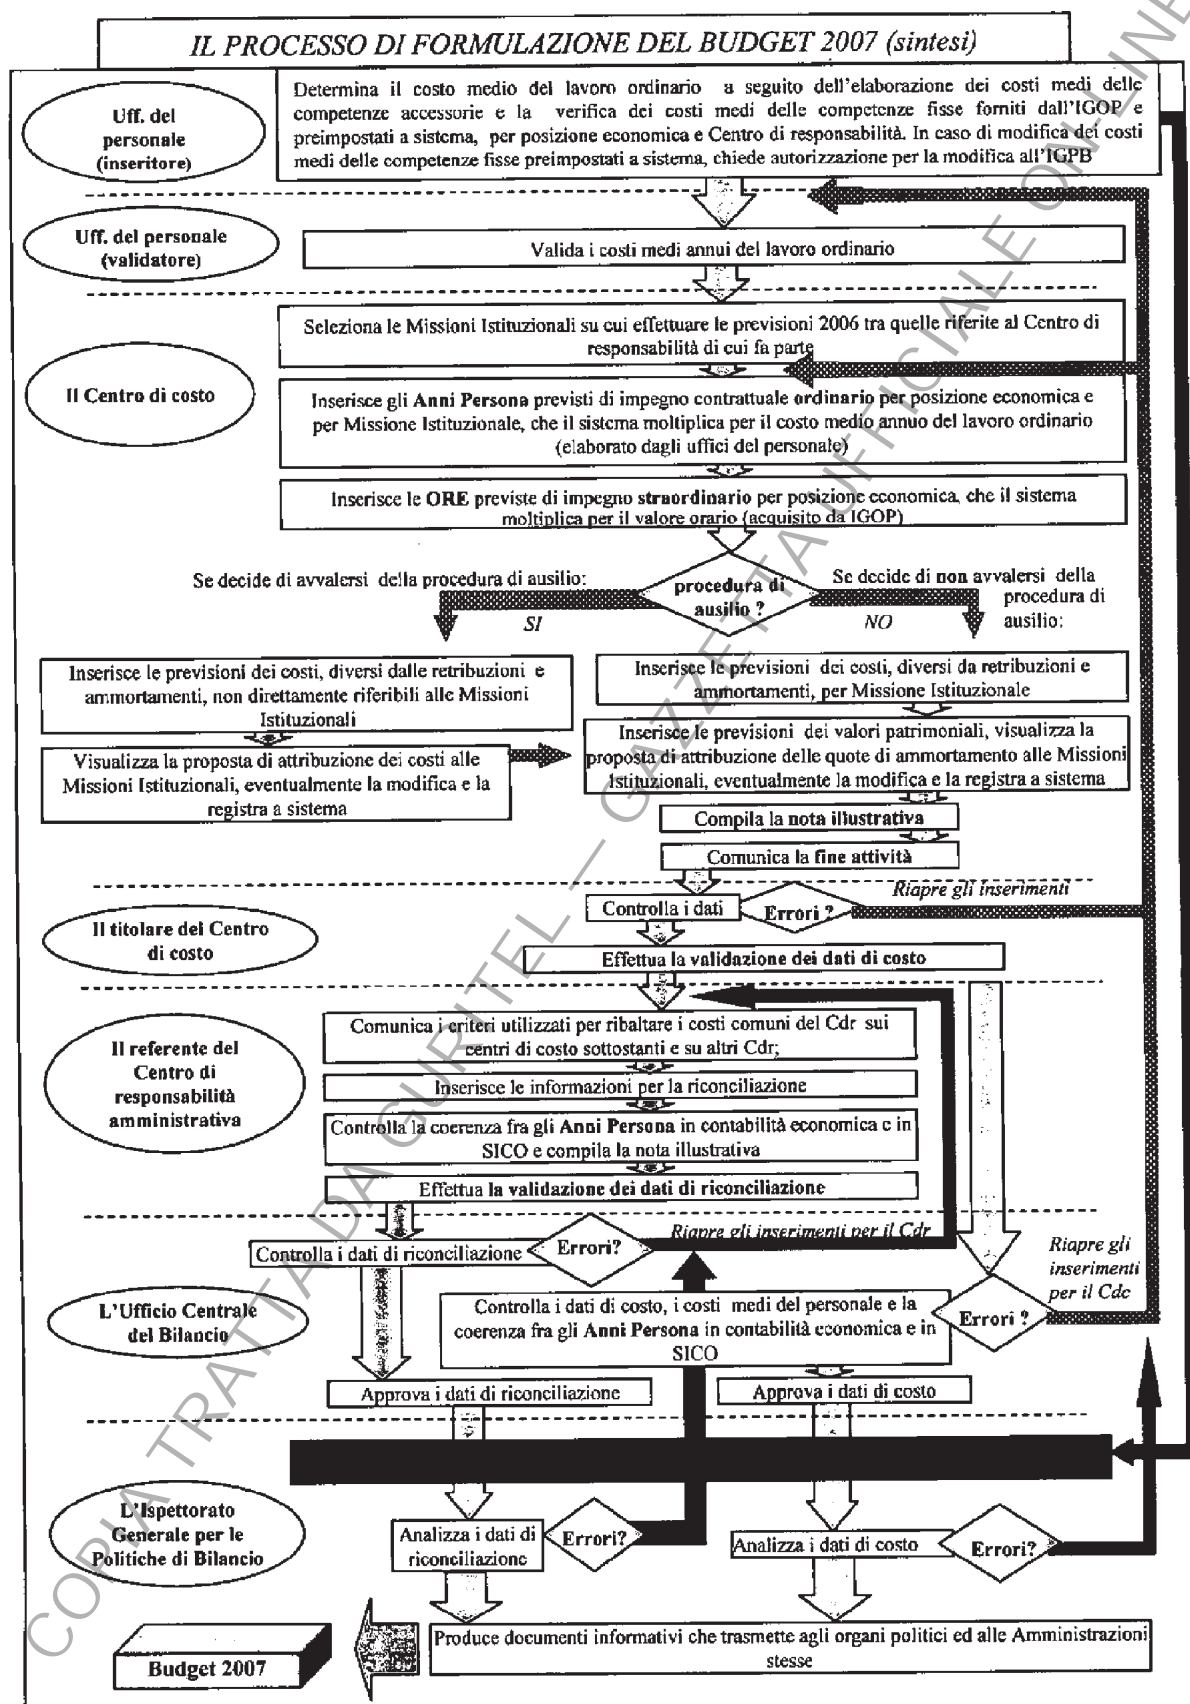 IL PROCESSO DI FORMULAZIONE DEL BUDGET 2007 (sintesi)
Uff. del
personale
(inseritore)
Determina il costo medio del lavoro ordinario a seguito dell'elaborazione dei costi medi delle
competenze accessorie e la verifica dei costi medi delle competenze fisse forniti dall'IGOP e
preimpostati a sistema, per posizione economica e Centro di responsabilità. In caso di modifica dei costi
medi delle competenze fisse preimpostati a sistema, chiede autorizzazione per la modifica all'IGPB
Uff. del personale
(validatore)
Valida i costi medi annui del lavoro ordinario
Il Centro di costo
Seleziona le Missioni Istituzionali su cui effettuare le previsioni 2006 tra quelle riferite al Centro di
responsabilità di cui fa parte
Inserisce gli Anni Persona previsti di impegno contrattuale ordinario per posizione economica e
per Missione Istituzionale, che il sistema moltiplica per il costo medio annuo del lavoro ordinario
(elaborato dagli uffici del personale)
Inserisce le ORE previste di impegno straordinario per posizione economica, che il sistema
moltiplica per il valore orario (acquisito da IGOP)
Se decide di avvalersi della procedura di ausilio:
SI
procedura di
ausilio ?
NO
Se decide di non avvalersi della
procedura di
ausilio:
Inserisce le previsioni dei costi, diversi dalle retribuzioni e
ammortamenti, non direttamente riferibili alle Missioni
Istituzionali
Visualizza la proposta di attribuzione dei costi alle
Missioni Istituzionali, eventualmente la modifica e la
registra a sistema
Inserisce le previsioni dei costi, diversi da retribuzioni e
ammortamenti, per Missione Istituzionale
Inserisce le previsioni dei valori patrimoniali, visualizza la
proposta di attribuzione delle quote di ammortamento alle Missioni
Istituzionali, eventualmente la modifica e la registra a sistema
Compila la nota illustrativa
Comunica la fine attività
Il titolare del Centro
di costo
Controlla i dati
Errori ?
Riapre gli inserimenti
Effettua la validazione dei dati di costo
Il referente del
Centro di
responsabilità
amministrativa
Comunica i criteri utilizzati per ribaltare i costi comuni del Cdr sui
centri di costo sottostanti e su altri Cdr;
Inserisce le informazioni per la riconciliazione
Controlla la coerenza fra gli Anni Persona in contabilità economica e in
SICO e compila la nota illustrativa
Effettua la validazione dei dati di riconciliazione
L'Ufficio Centrale
del Bilancio
Controlla i dati di riconciliazione
Errori?
Riapre gli inserimenti per il Cdr
Controlla i dati di costo, i costi medi del personale e la
coerenza fra gli Anni Persona in contabilità economica e in
SICO
Errori ?
Riapre gli
inserimenti
per il Cdc
Approva i dati di riconciliazione
Approva i dati di costo
L'Ispettorato
Generale per le
Politiche di Bilancio
Analizza i dati di
riconciliazione
Errori?
Analizza i dati di costo
Errori?
Produce documenti informativi che trasmette agli organi politici ed alle Amministrazioni
stesse
Budget 2007
COPIA TRATTA DA GURITEL — GAZZETTA UFFICIALE ON-LINE